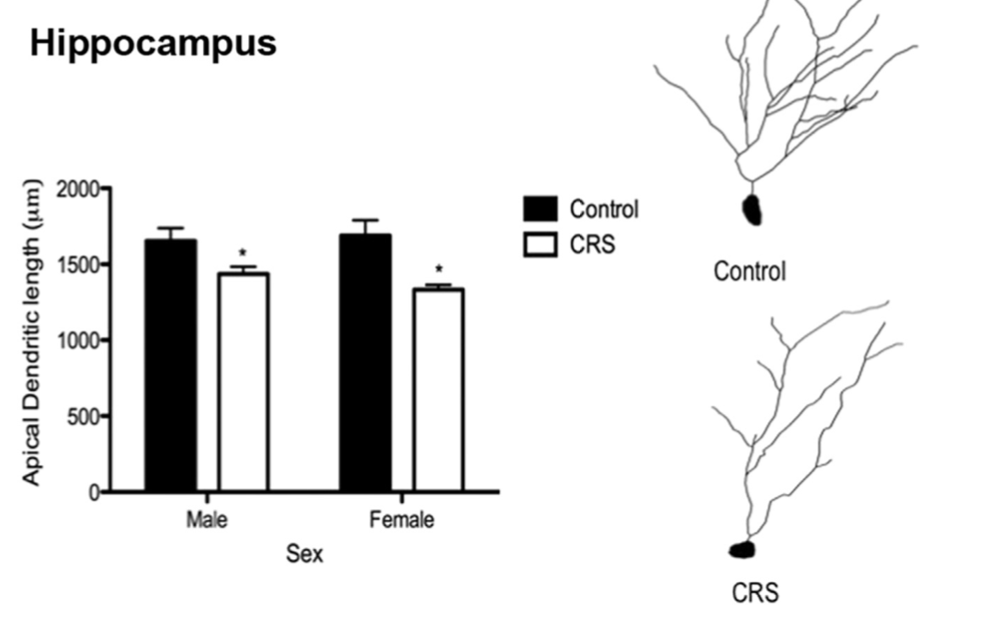 Hippocampus
Apical Dendritic length (μm)
2000
1500
1000
500
0
*
*
Male
Female
Sex
Control
CRS
Control
CRS